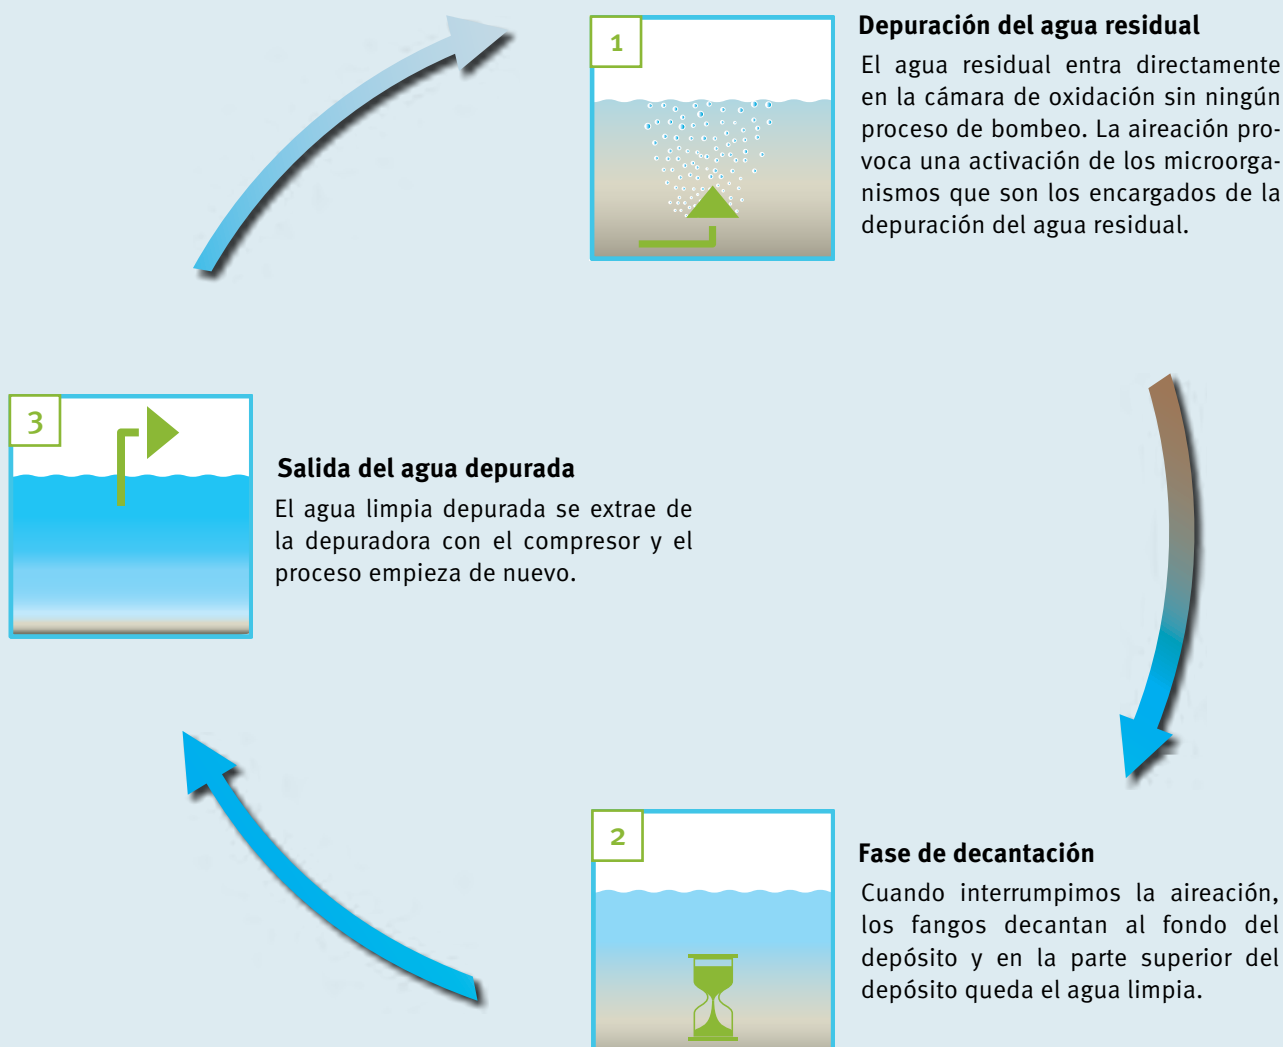 1
Depuración del agua residual
El agua residual entra directamente
en la cámara de oxidación sin ningún
proceso de bombeo. La aireación pro-
voca una activación de los microorga-
nismos que son los encargados de la
depuración del agua residual.
3
Salida del agua depurada
El agua limpia depurada se extrae de
la depuradora con el compresor y el
proceso empieza de nuevo.
2
Fase de decantación
Cuando interrumpimos la aireación,
los fangos decantan al fondo del
depósito y en la parte superior del
depósito queda el agua limpia.